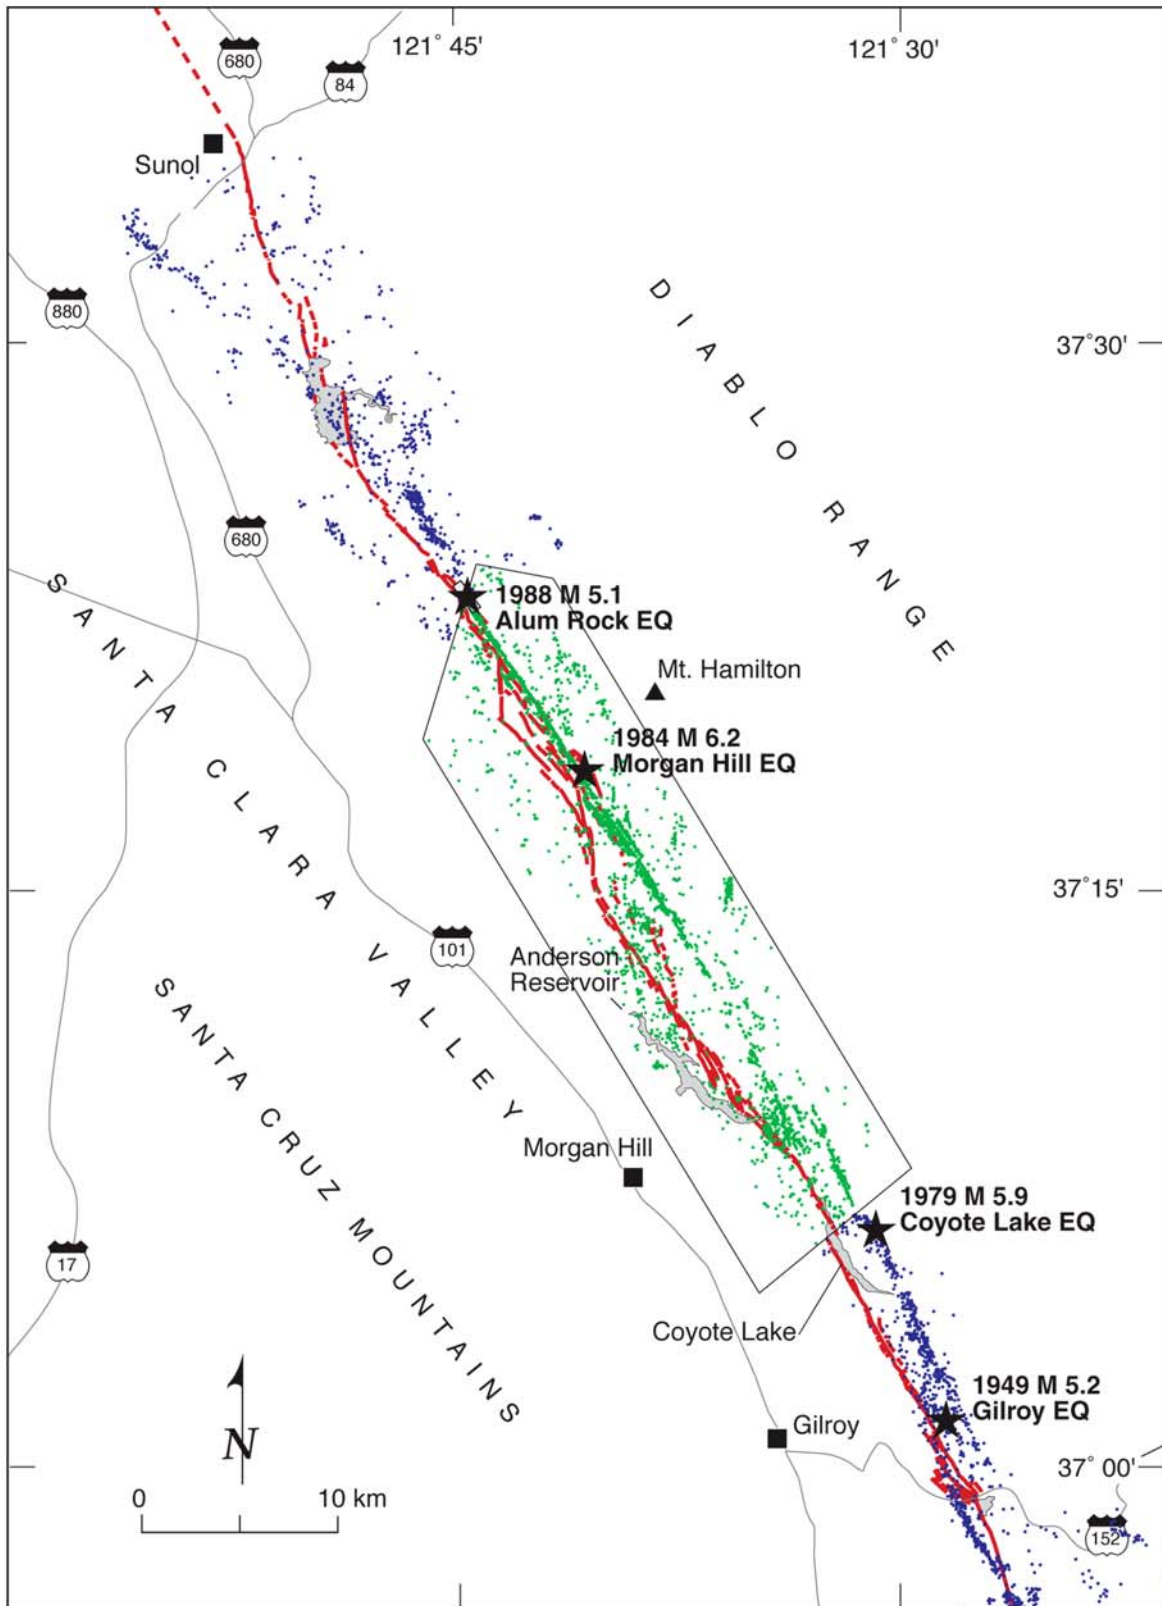 121° 45'
121° 30'
680
84
Sunol
880
DIABLO RANGE
37°30'
680
1988 M 5.1
Alum Rock EQ
Mt. Hamilton
1984 M 6.2
Morgan Hill EQ
SANTA CLARA VALLEY
37°15'
101
Anderson
Reservoir
SANTA CRUZ MOUNTAINS
Morgan Hill
1979 M 5.9
Coyote Lake EQ
17
Coyote Lake
1949 M 5.2
Gilroy EQ
Gilroy
N
37° 00'
0 10 km
152